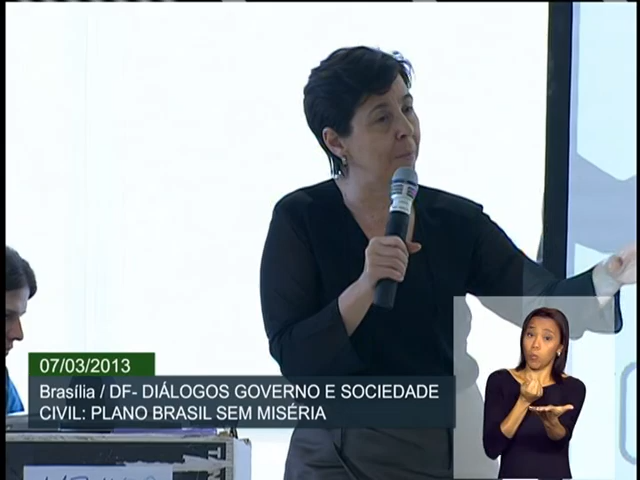 07/03/2013
Brasília / DF- DIÁLOGOS GOVERNO E SOCIEDADE
CIVIL: PLANO BRASIL SEM MISÉRIA